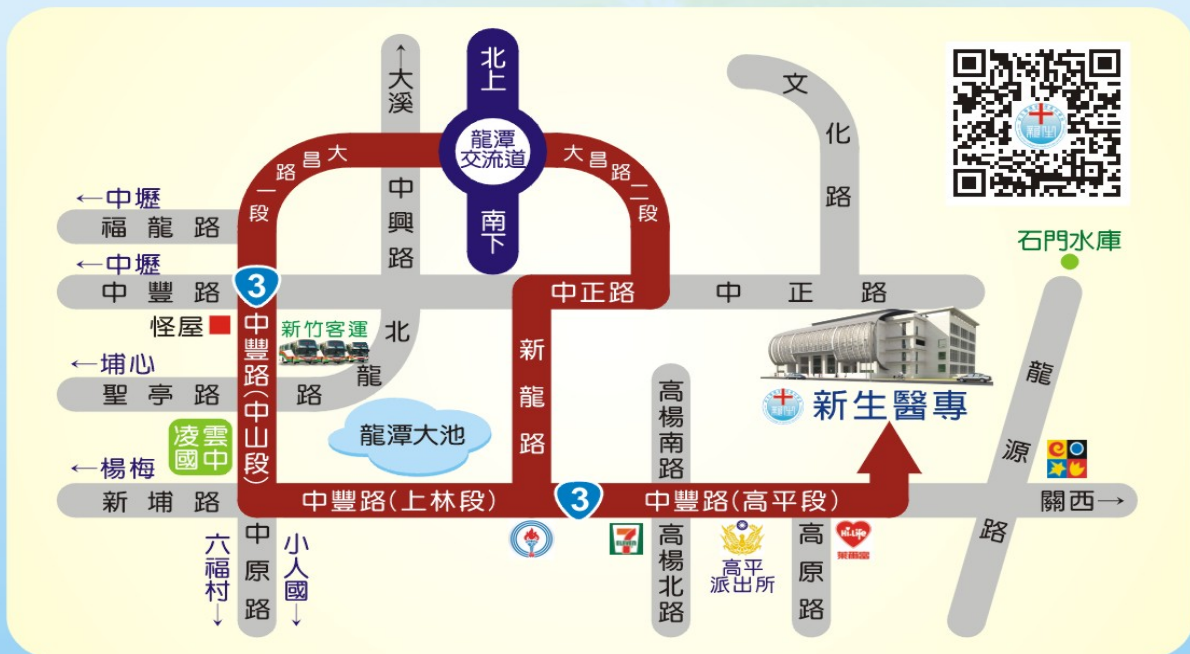 北上
龍潭
交流道
南下
←大溪
中興路
大昌路一段
大昌路二段
文化路
←中壢
福龍路
←中壢
中豐路
3
中正路
中正路
石門水庫
怪屋
新竹客運
中豐路(中山段)
北龍路
新龍路
←埔心
聖亭路
凌雲
國中
龍潭大池
高楊南路
新生醫專
龍源路
←楊梅
新埔路
中豐路(上林段)
3
中豐路(高平段)
關西→
六福村→
中原路
小人國→
7
ELEVEN
高楊北路
高平
派出所
高原路
Hi-Life
萊爾富